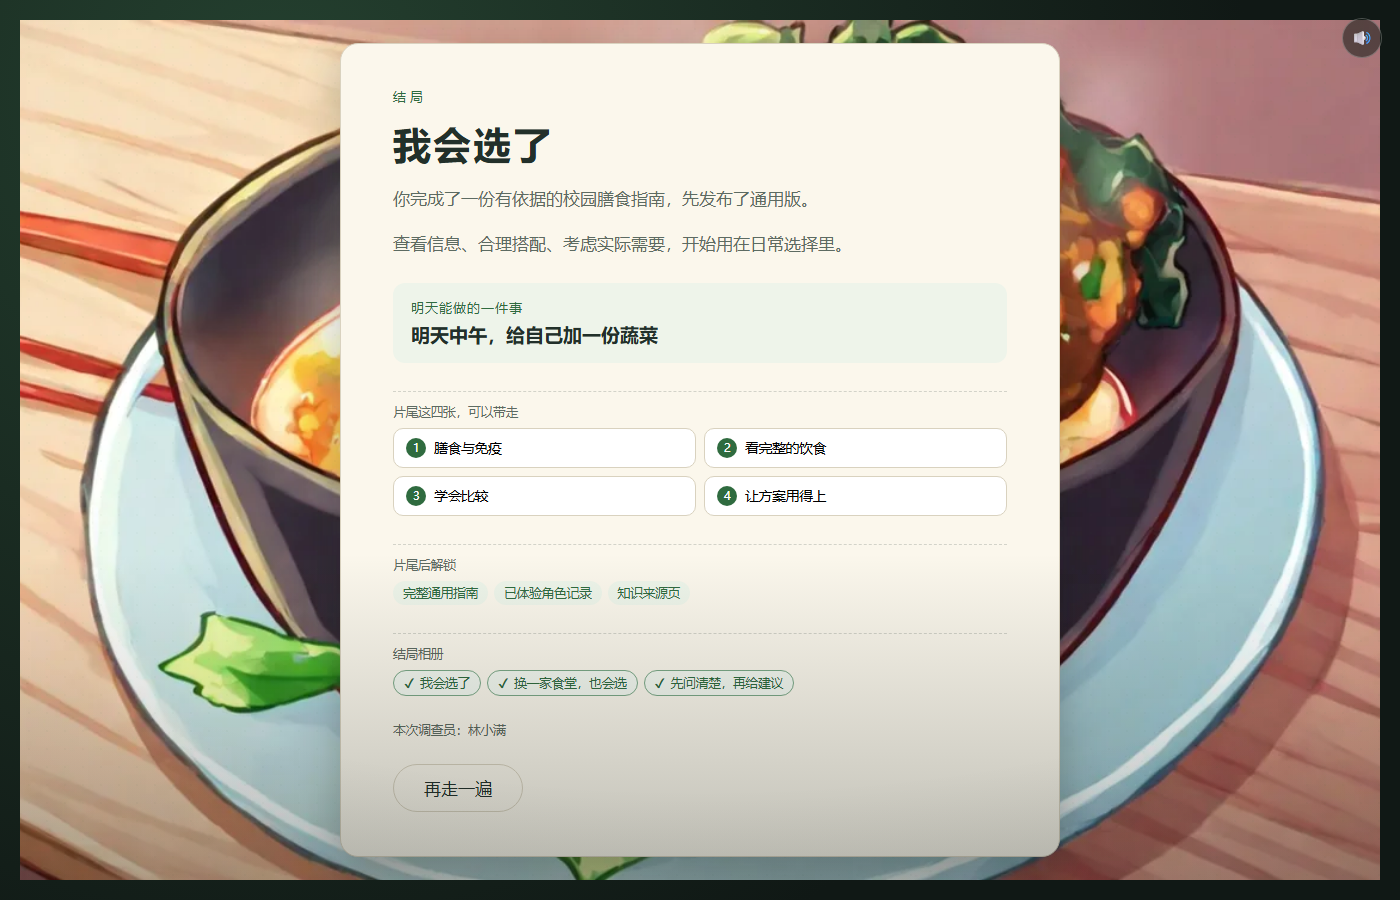 结局
我会选了
你完成了一份有依据的校园膳食指南，先发布了通用版。
查看信息、合理搭配、考虑实际需要，开始用在日常选择里。
明天能做的一件事
明天中午，给自己加一份蔬菜
片尾这四张，可以带走
1 膳食与免疫
2 看完整的饮食
3 学会比较
4 让方案用得上
片尾后解锁
完整通用指南 已体验角色记录 知识来源页
结局相册
✓ 我会选了 ✓ 换一家食堂，也会选 ✓ 先问清楚，再给建议
本次调查员：林小满
再走一遍